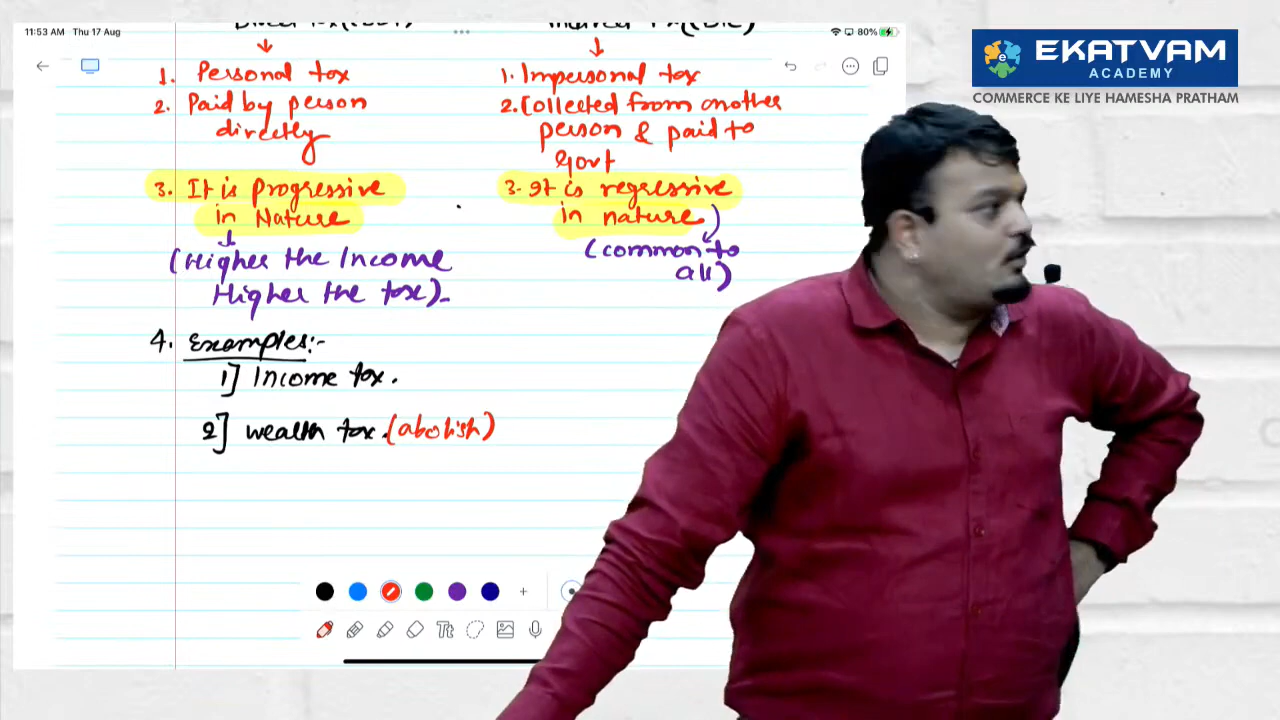 11:53 AM Thu 17 Aug
80%
EKATVAM
ACADEMY
COMMERCE KE LIYE HAMESHA PRATHAM
1. Personal tax
2. Paid by person
directly
3. It is progressive
in Nature
(Higher the Income
Higher the tax).
4. Examples:-
1] Income tax.
2] wealth tax. (abolish)
1. Impersonal tax
2. Collected from another
person & paid to
Govt
3. It is regressive
in nature
(common to
all)
Tt